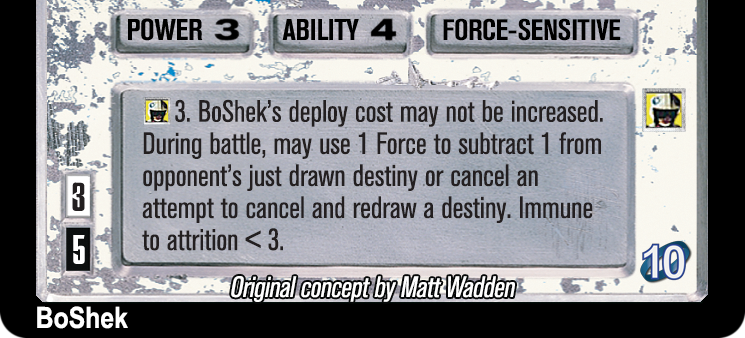 POWER 3 ABILITY 4 FORCE-SENSITIVE
3. BoShek's deploy cost may not be increased.
During battle, may use 1 Force to subtract 1 from
opponent's just drawn destiny or cancel an
attempt to cancel and redraw a destiny. Immune
to attrition < 3.
3
5
10
Original concept by Matt Wadden
BoShek